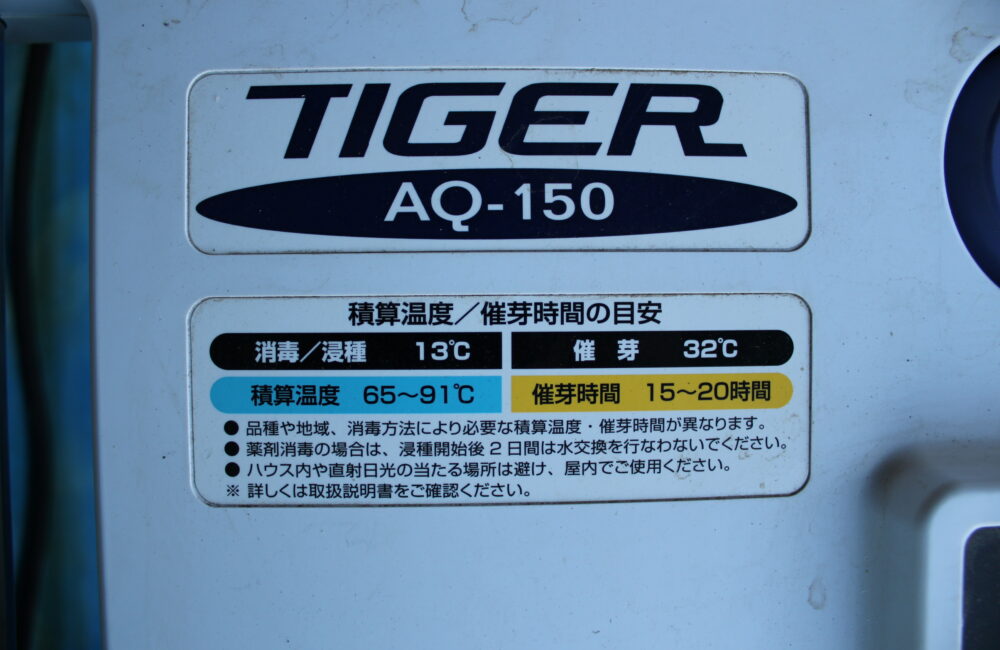 TIGER
AQ-150
積算温度／催芽時間の目安
消毒／浸種 13℃ 催 芽 32℃
積算温度 65〜91℃ 催芽時間 15〜20時間
● 品種や地域、消毒方法により必要な積算温度・催芽時間が異なります。
● 薬剤消毒の場合は、浸種開始後２日間は水交換を行なわないでください。
● ハウス内や直射日光の当たる場所は避け、屋内でご使用ください。
※ 詳しくは取扱説明書をご確認ください。